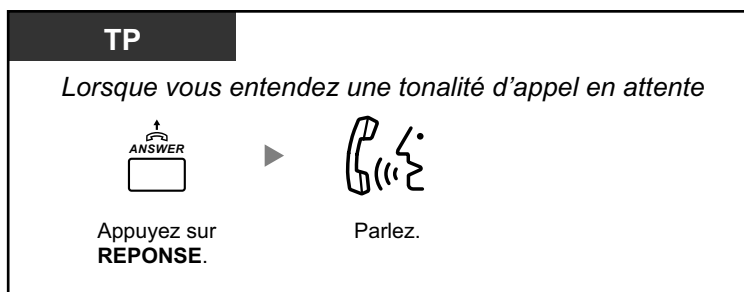 TP
Lorsque vous entendez une tonalité d’appel en attente
ANSWER
Appuyez sur
REPONSE.
Parlez.